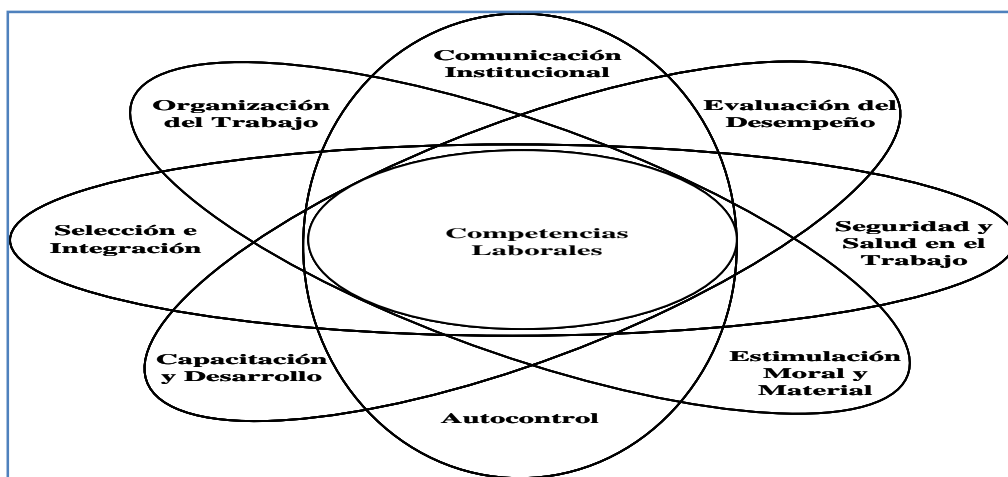 Comunicación
Institucional
Organización
del Trabajo
Evaluación del
Desempeño
Selección e
Integración
Competencias
Laborales
Seguridad y
Salud en el
Trabajo
Capacitación
y Desarrollo
Estimulación
Moral y
Material
Autocontrol